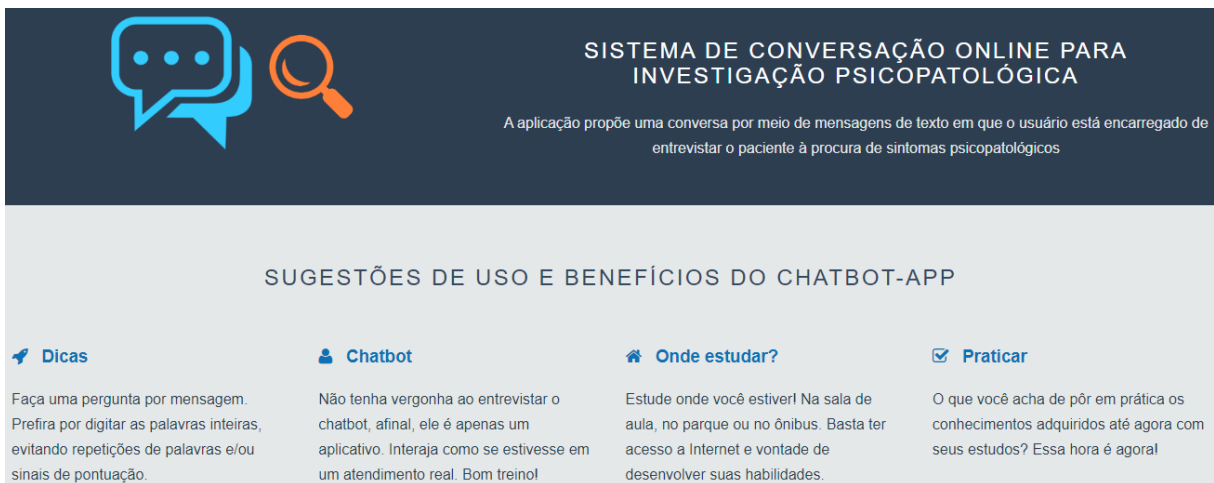 SISTEMA DE CONVERSAÇÃO ONLINE PARA
INVESTIGAÇÃO PSICOPATOLÓGICA
A aplicação propõe uma conversa por meio de mensagens de texto em que o usuário está encarregado de
entrevistar o paciente à procura de sintomas psicopatológicos
SUGESTÕES DE USO E BENEFÍCIOS DO CHATBOT-APP
Dicas
Faça uma pergunta por mensagem.
Prefira por digitar as palavras inteiras,
evitando repetições de palavras e/ou
sinais de pontuação.
Chatbot
Não tenha vergonha ao entrevistar o
chatbot, afinal, ele é apenas um
aplicativo. Interaja como se estivesse em
um atendimento real. Bom treino!
Onde estudar?
Estude onde você estiver! Na sala de
aula, no parque ou no ônibus. Basta ter
acesso a Internet e vontade de
desenvolver suas habilidades.
Praticar
O que você acha de pôr em prática os
conhecimentos adquiridos até agora com
seus estudos? Essa hora é agora!